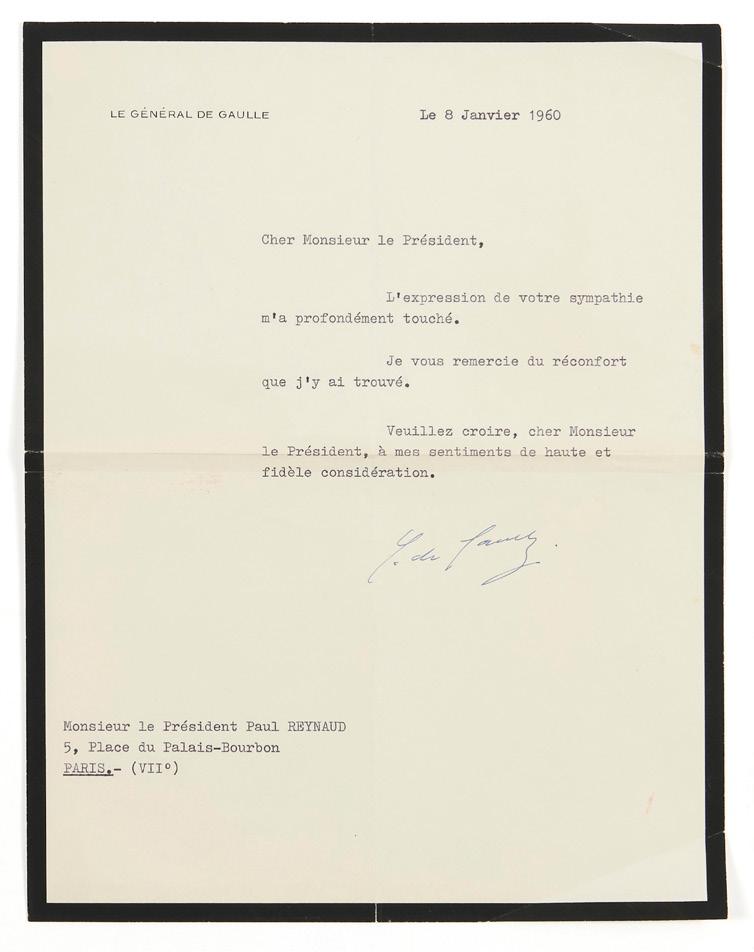 LE GÉNÉRAL DE GAULLE
Le 8 Janvier 1960
Cher Monsieur le Président,
L'expression de votre sympathie
m'a profondément touché.
Je vous remercie du réconfort
que j'y ai trouvé.
Veuillez croire, cher Monsieur
le Président, à mes sentiments de haute et
fidèle considération.
C. de Gaulle.
Monsieur le Président Paul REYNAUD
5, Place du Palais-Bourbon
PARIS.- (VII°)